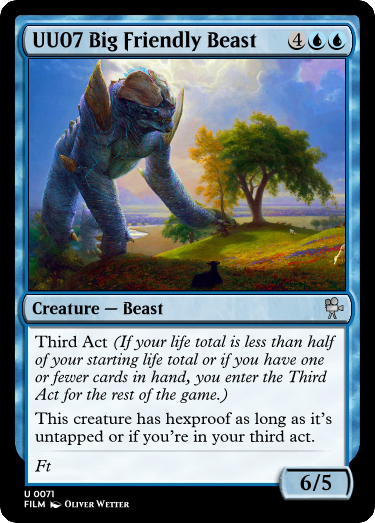 UU07 Big Friendly Beast 4
Creature — Beast
Third Act (If your life total is less than half
of your starting life total or if you have one
or fewer cards in hand, you enter the Third
Act for the rest of the game.)
This creature has hexproof as long as it's
untapped or if you're in your third act.
Ft
6/5
U 0071
FILM Oliver Wetter